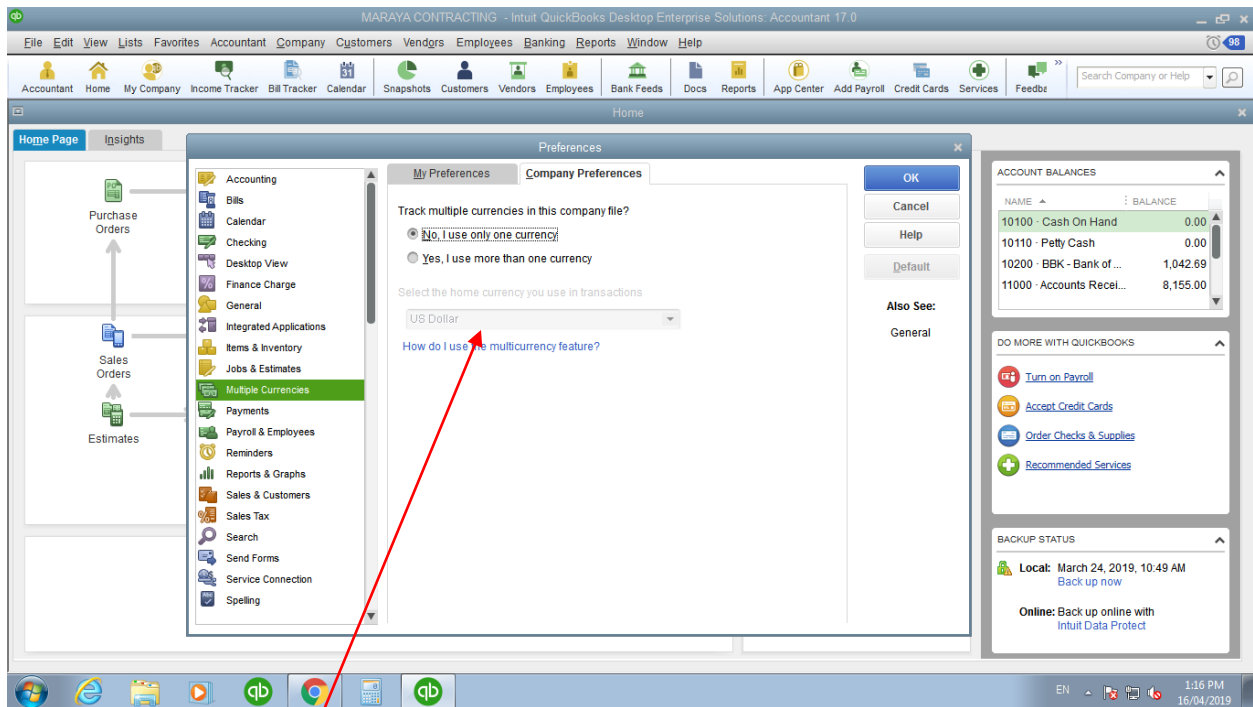 MARAYA CONTRACTING - Intuit QuickBooks Desktop Enterprise Solutions: Accountant 17.0
File Edit View Lists Favorites Accountant Company Customers Vendors Employees Banking Reports Window Help
98
Accountant Home My Company Income Tracker Bill Tracker Calendar Snapshots Customers Vendors Employees Bank Feeds Docs Reports App Center Add Payroll Credit Cards Services Feedba
Search Company or Help
Home
Home Page Insights
Purchase
Orders
Sales
Orders
Estimates
Preferences
Accounting
Bills
Calendar
Checking
Desktop View
Finance Charge
General
Integrated Applications
Items & Inventory
Jobs & Estimates
Multiple Currencies
Payments
Payroll & Employees
Reminders
Reports & Graphs
Sales & Customers
Sales Tax
Search
Send Forms
Service Connection
Spelling
My Preferences Company Preferences
Track multiple currencies in this company file?
No, I use only one currency
Yes, I use more than one currency
Select the home currency you use in transactions
US Dollar
How do I use the multicurrency feature?
OK
Cancel
Help
Default
Also See:
General
ACCOUNT BALANCES
NAME BALANCE
10100 · Cash On Hand 0.00
10110 · Petty Cash 0.00
10200 · BBK - Bank of ... 1,042.69
11000 · Accounts Recei... 8,155.00
DO MORE WITH QUICKBOOKS
Turn on Payroll
Accept Credit Cards
Order Checks & Supplies
Recommended Services
BACKUP STATUS
Local: March 24, 2019, 10:49 AM
Back up now
Online: Back up online with
Intuit Data Protect
EN
1:16 PM
16/04/2019